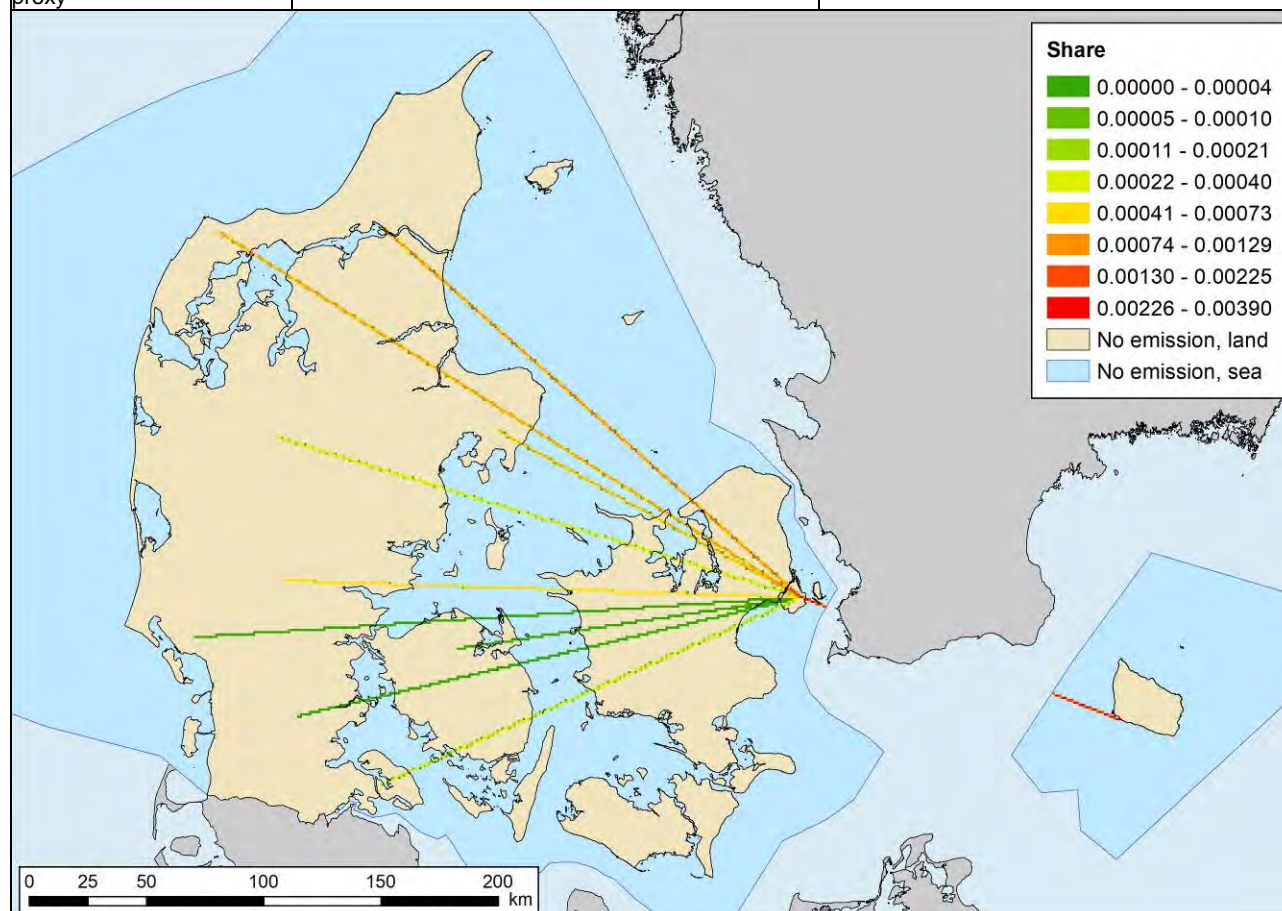 proxy
Share
0.00000 - 0.00004
0.00005 - 0.00010
0.00011 - 0.00021
0.00022 - 0.00040
0.00041 - 0.00073
0.00074 - 0.00129
0.00130 - 0.00225
0.00226 - 0.00390
No emission, land
No emission, sea
0 25 50 100 150 200
km